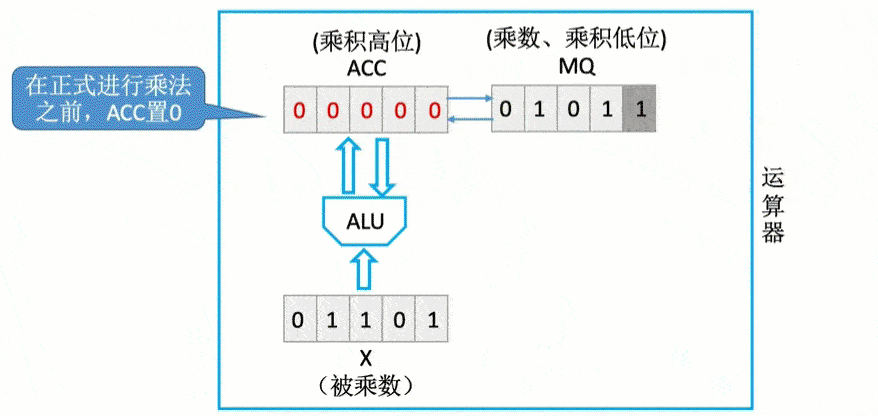 (乘积高位)
ACC
(乘数、乘积低位)
MQ
在正式进行乘法
之前，ACC置0
0 0 0 0 0
0 1 0 1 1
ALU
运算器
0 1 1 0 1
X
（被乘数）